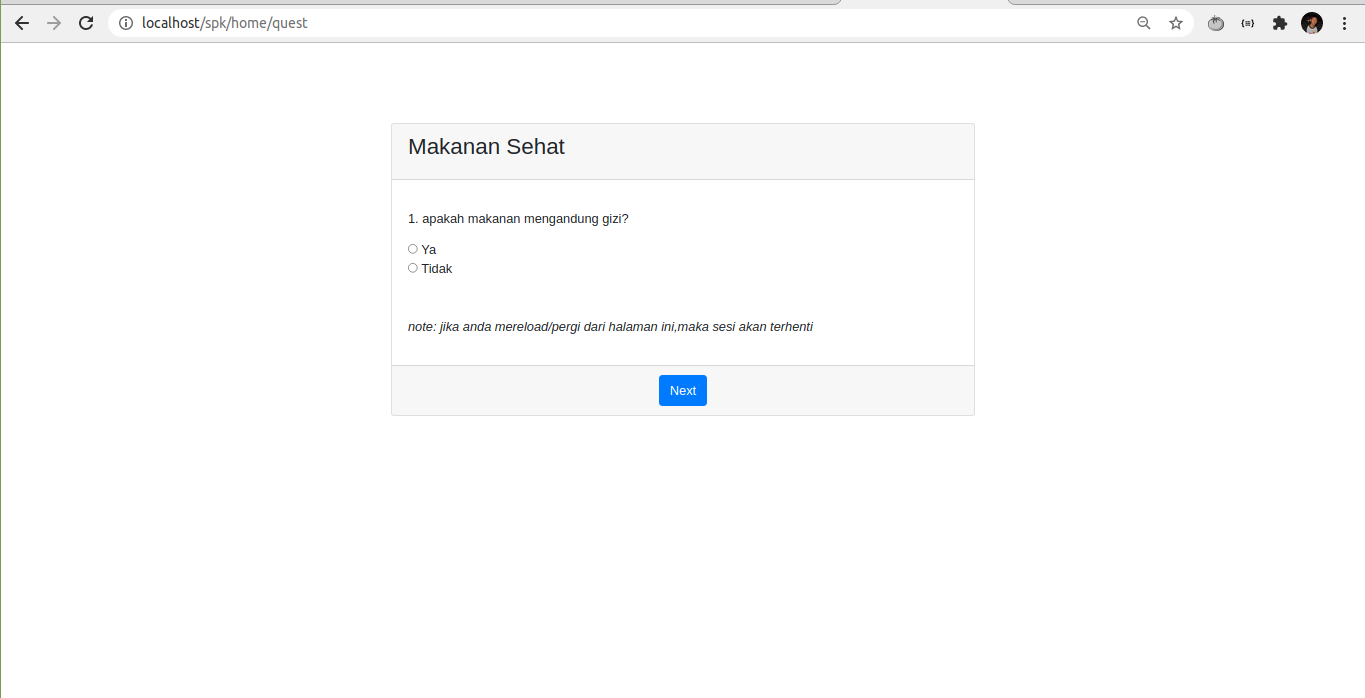 localhost/spk/home/quest
Makanan Sehat
1. apakah makanan mengandung gizi?
Ya
Tidak
note: jika anda mereload/pergi dari halaman ini,maka sesi akan terhenti
Next